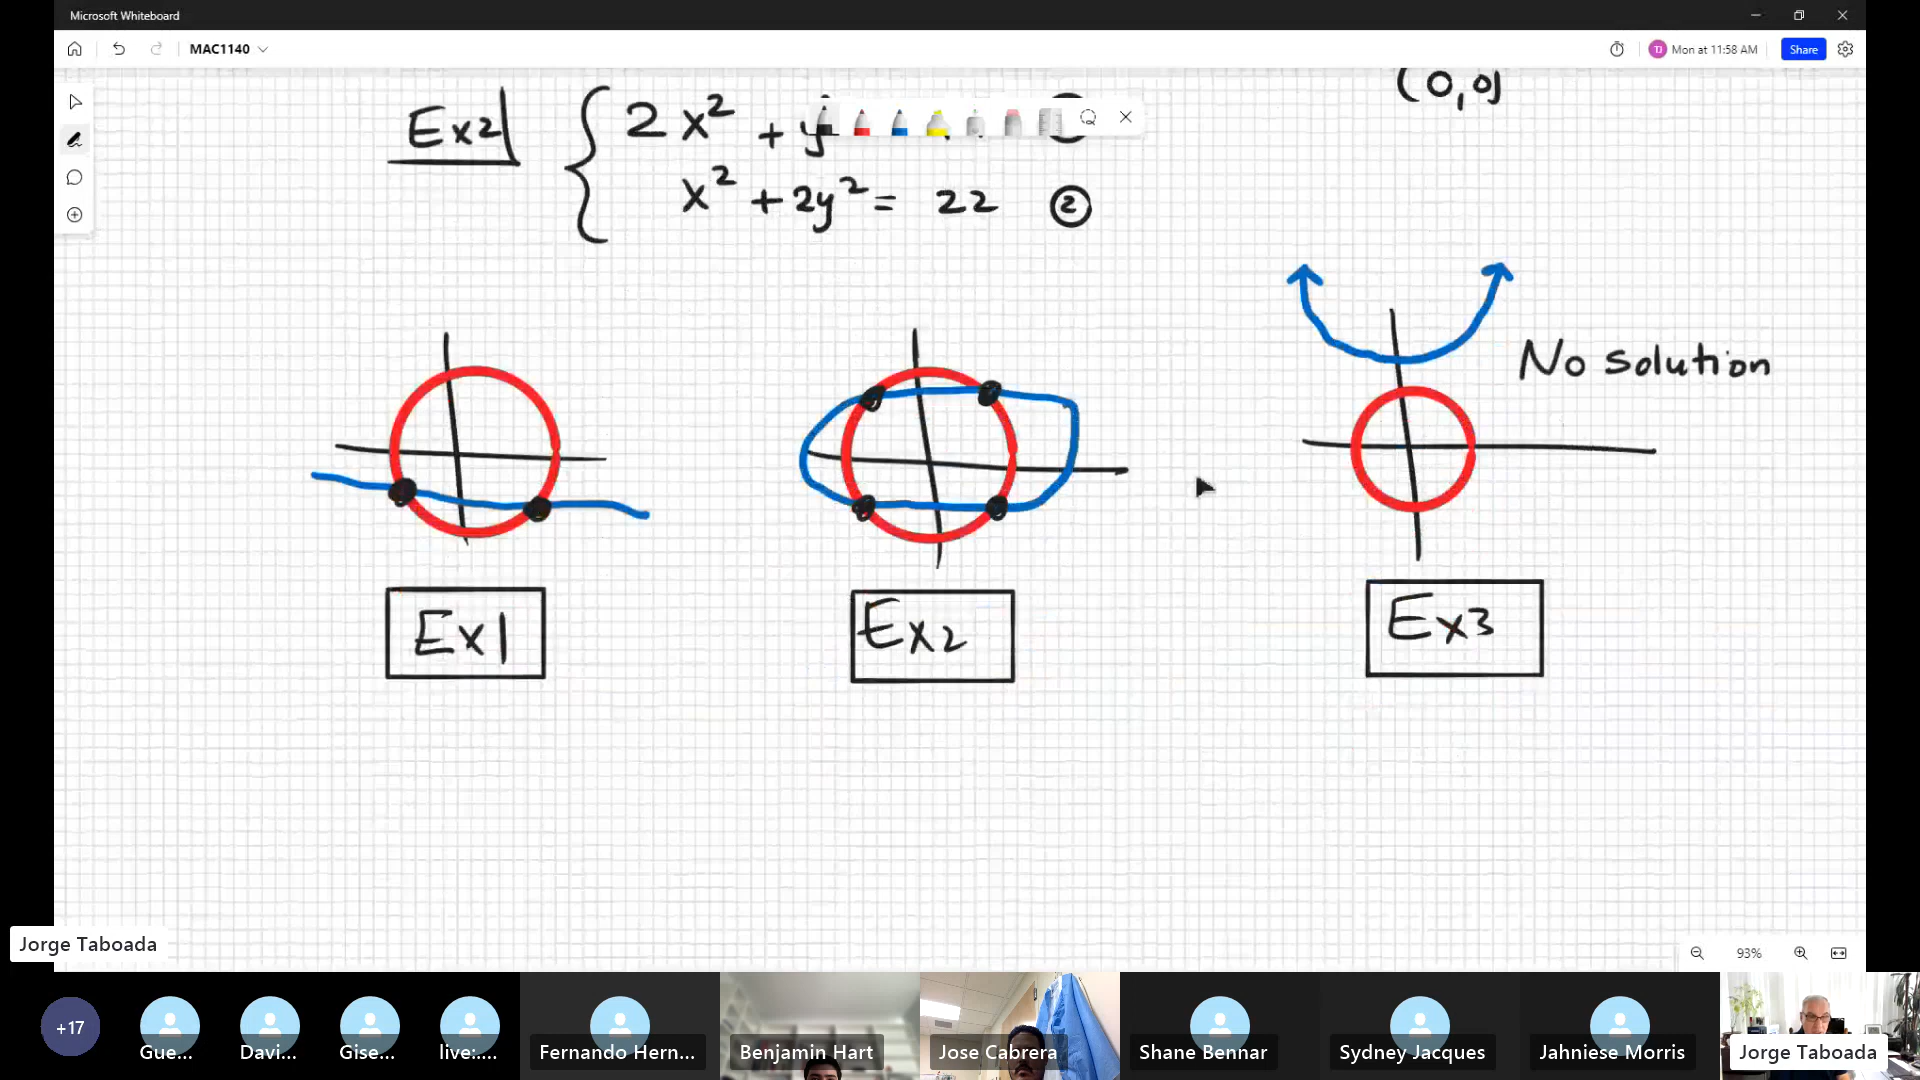 Microsoft Whiteboard
MAC1140
TJ Mon at 11:58 AM Share
(0,0)
Ex2 2x² + y
x² + 2y² = 22 ②
No solution
Ex1 Ex2 Ex3
Jorge Taboada
93%
+17 Gue... Davi... Gise... live:.... Fernando Hern... Benjamin Hart Jose Cabrera Shane Bennar Sydney Jacques Jahniese Morris Jorge Taboada